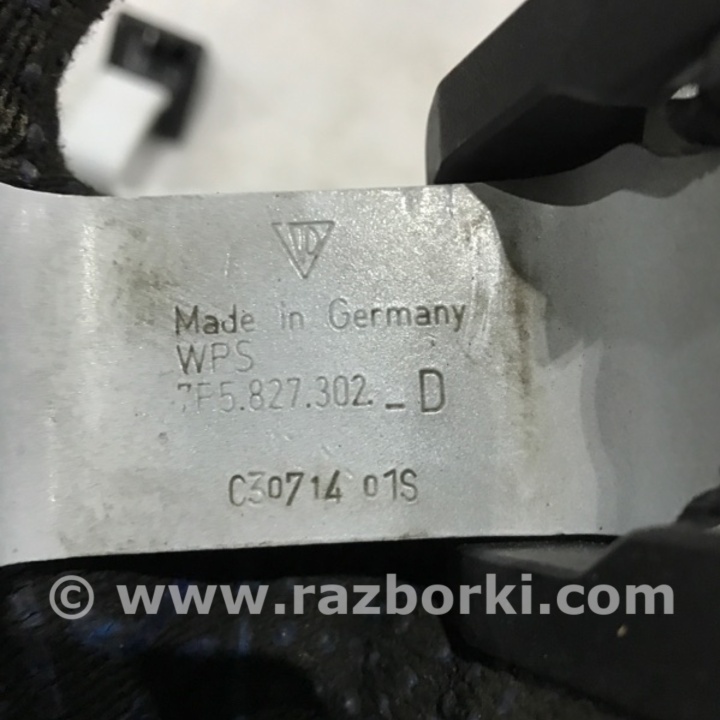 Made in Germany
WPS
7P5.827.302._D
C30714 01S
© www.razborki.com